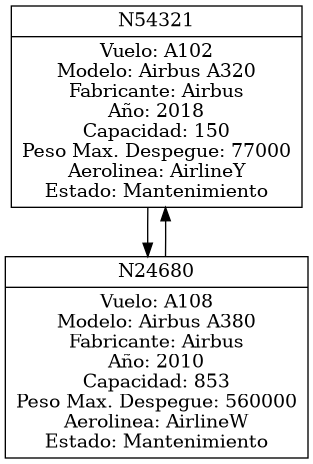 N54321
Vuelo: A102
Modelo: Airbus A320
Fabricante: Airbus
Año: 2018
Capacidad: 150
Peso Max. Despegue: 77000
Aerolinea: AirlineY
Estado: Mantenimiento
N24680
Vuelo: A108
Modelo: Airbus A380
Fabricante: Airbus
Año: 2010
Capacidad: 853
Peso Max. Despegue: 560000
Aerolinea: AirlineW
Estado: Mantenimiento